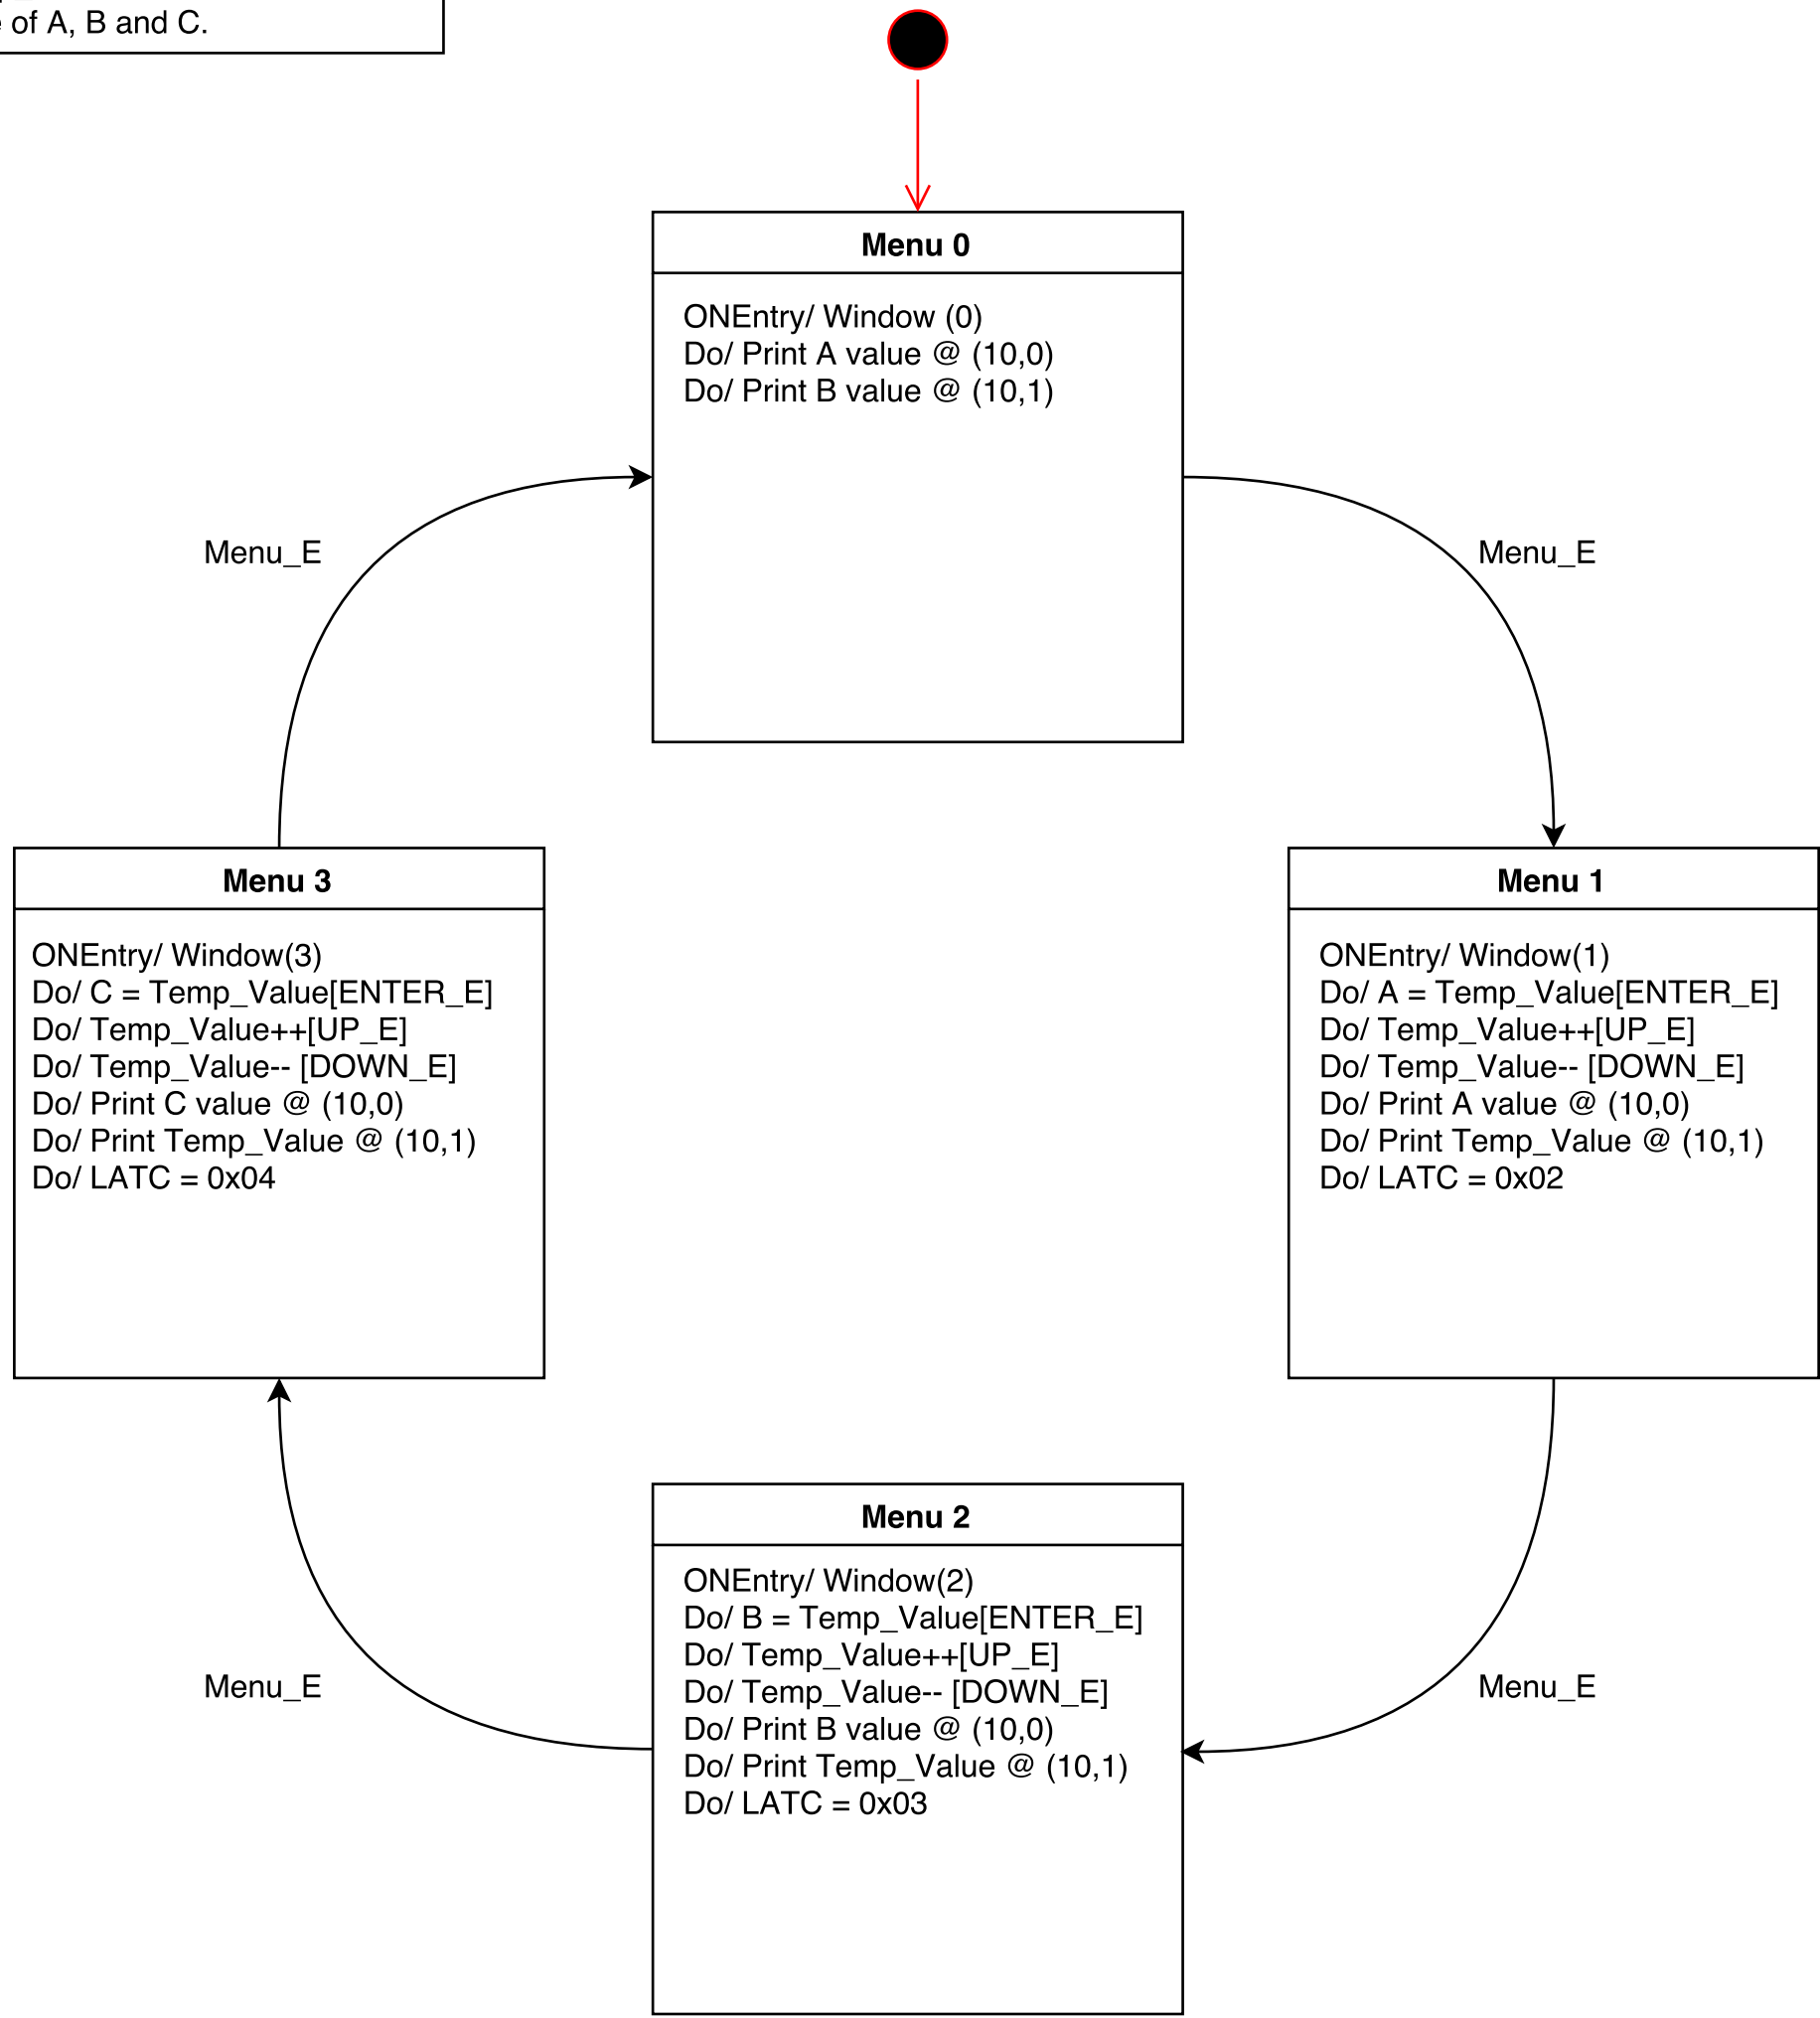 of A, B and C.
Menu 0
ONEntry/ Window (0)
Do/ Print A value @ (10,0)
Do/ Print B value @ (10,1)
Menu_E
Menu_E
Menu 3
ONEntry/ Window(3)
Do/ C = Temp_Value[ENTER_E]
Do/ Temp_Value++[UP_E]
Do/ Temp_Value-- [DOWN_E]
Do/ Print C value @ (10,0)
Do/ Print Temp_Value @ (10,1)
Do/ LATC = 0x04
Menu 1
ONEntry/ Window(1)
Do/ A = Temp_Value[ENTER_E]
Do/ Temp_Value++[UP_E]
Do/ Temp_Value-- [DOWN_E]
Do/ Print A value @ (10,0)
Do/ Print Temp_Value @ (10,1)
Do/ LATC = 0x02
Menu 2
ONEntry/ Window(2)
Do/ B = Temp_Value[ENTER_E]
Do/ Temp_Value++[UP_E]
Do/ Temp_Value-- [DOWN_E]
Do/ Print B value @ (10,0)
Do/ Print Temp_Value @ (10,1)
Do/ LATC = 0x03
Menu_E
Menu_E